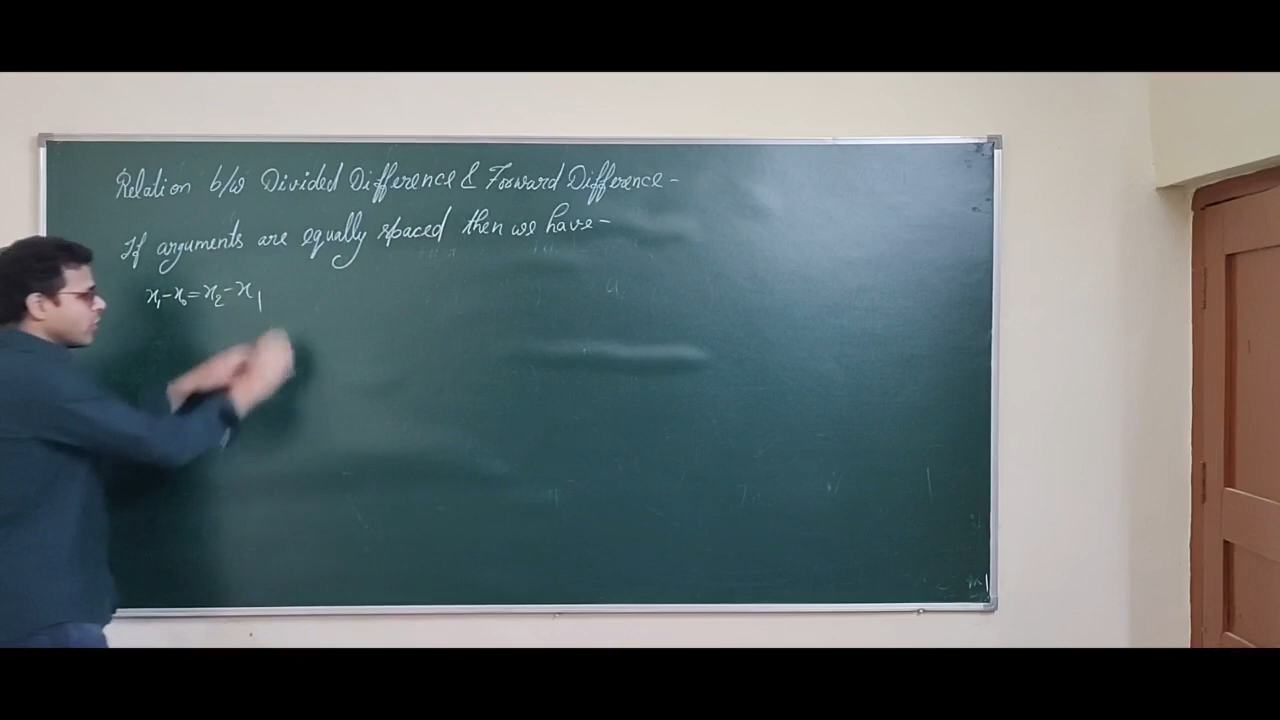 Relation b/w Divided Difference & Forward Difference -
If arguments are equally spaced then we have -
x₁-x₀=x₂-x₁